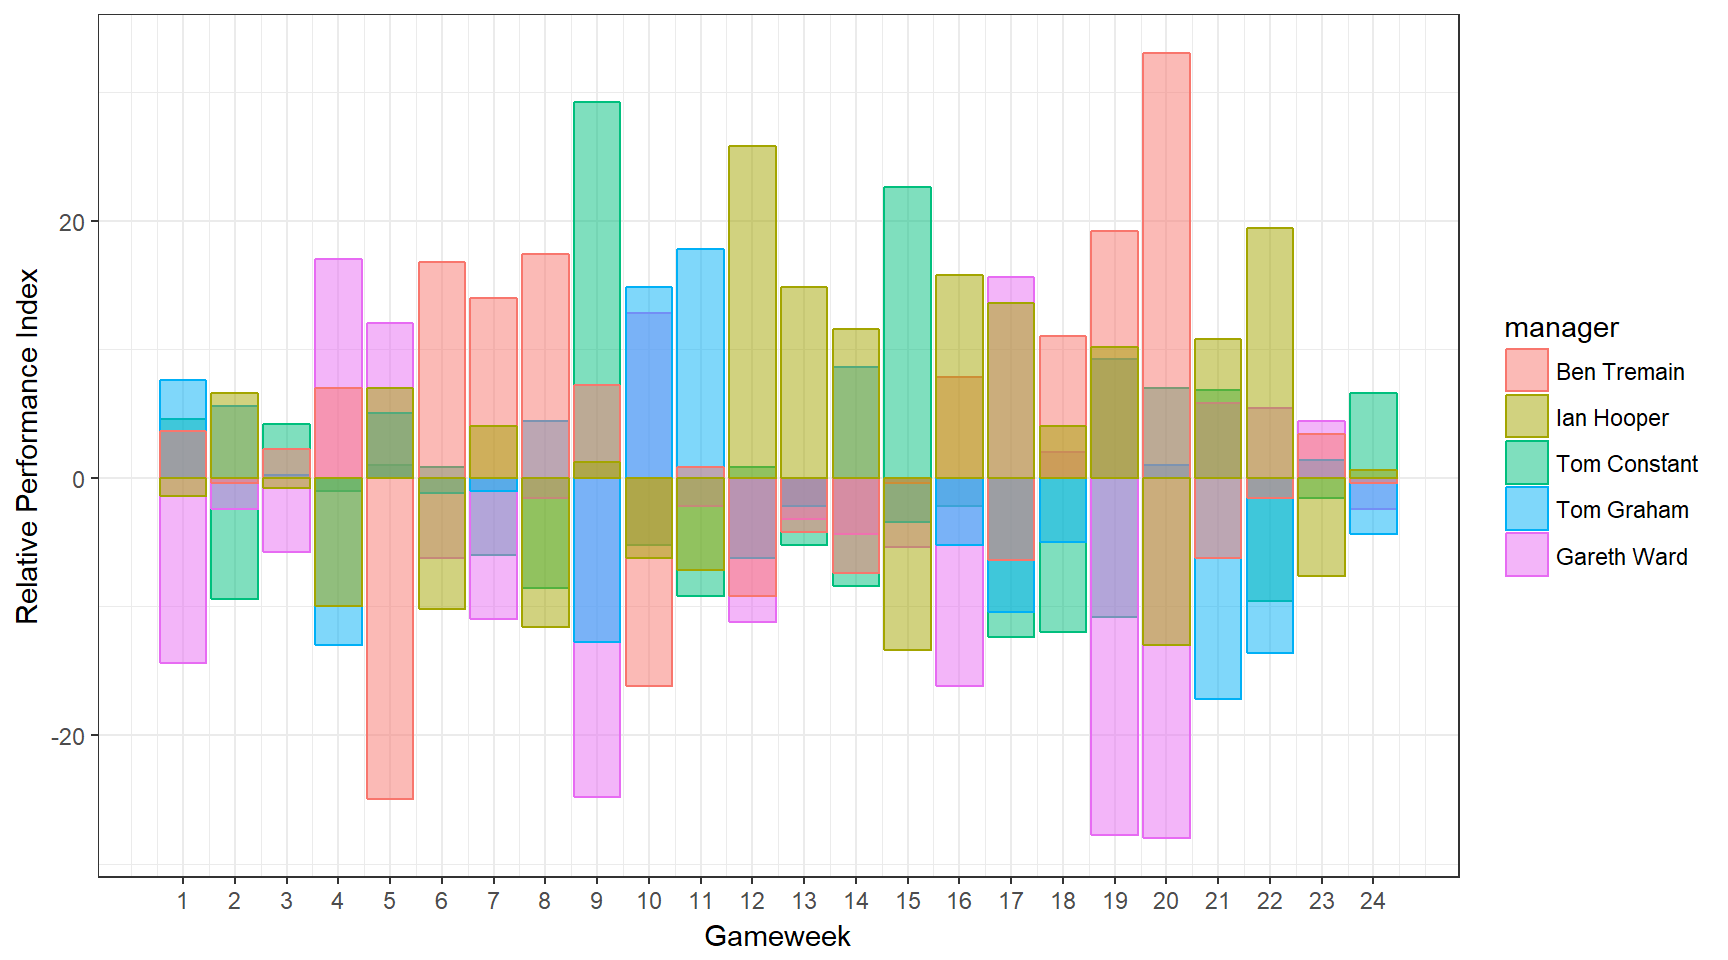 Relative Performance Index
20
0
-20
1 2 3 4 5 6 7 8 9 10 11 12 13 14 15 16 17 18 19 20 21 22 23 24
Gameweek
manager
Ben Tremain
Ian Hooper
Tom Constant
Tom Graham
Gareth Ward